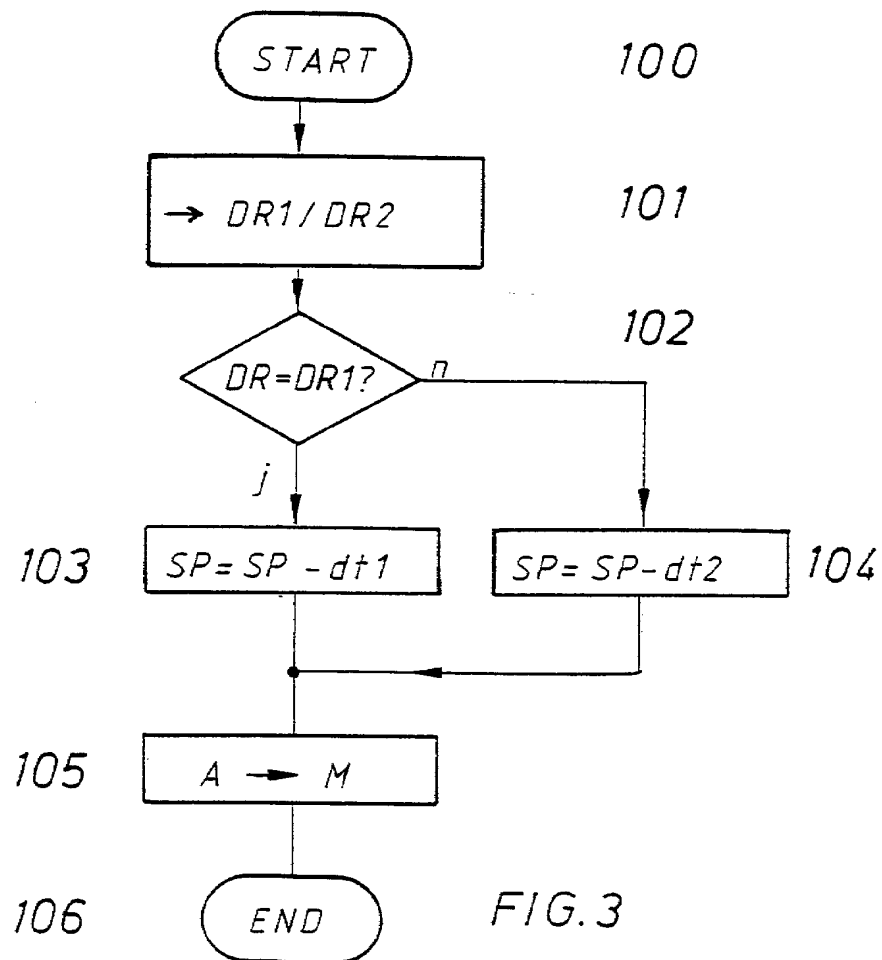 START 100
→ DR1/DR2 101
102
DR=DR1? n
j
103 SP=SP-dt1 SP=SP-dt2 104
105 A → M
106 END FIG.3